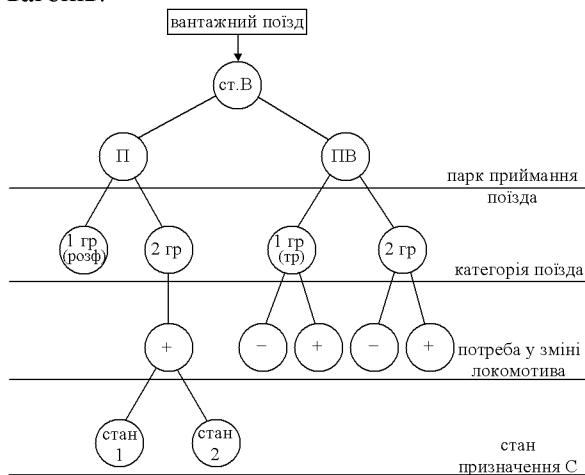 вантажний поїзд
ст.В
П
ПВ
парк приймання
поїзда
1 гр
(розф)
2 гр
1 гр
(тр)
2 гр
категорія поїзда
+
−
+
−
+
потреба у зміні
локомотива
стан
1
стан
2
стан
призначення С